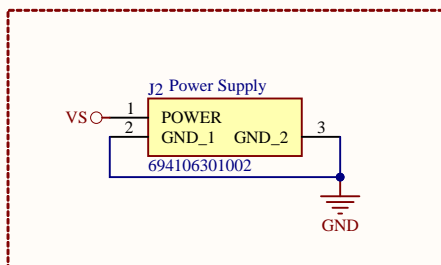 J2 Power Supply
VS
1
POWER
2
GND_1
GND_2
3
694106301002
GND